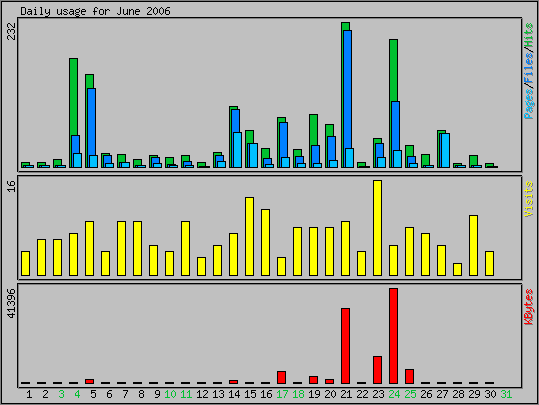 Daily usage for June 2006
232
Pages/Files/Hits
16
Visits
41396
KBytes
1 2 3 4 5 6 7 8 9 10 11 12 13 14 15 16 17 18 19 20 21 22 23 24 25 26 27 28 29 30 31